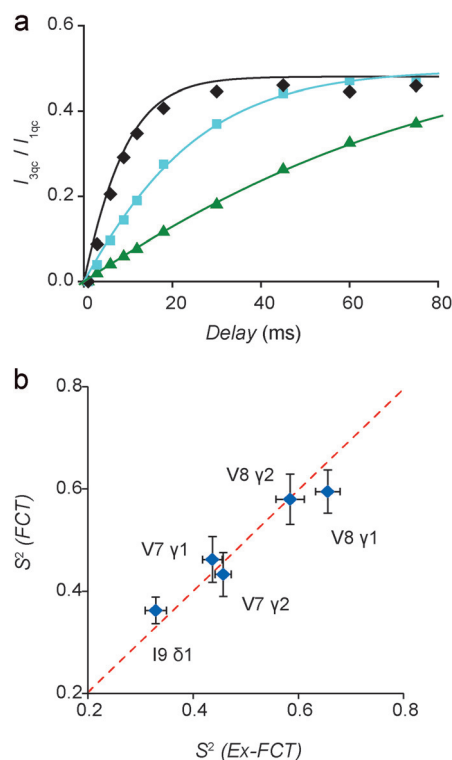 a
0.6
0.4
0.2
0.0
I3qc / I1qc
0 20 40 60 80
Delay (ms)
b
0.8
0.6
0.4
0.2
S² (FCT)
V8 γ2
V8 γ1
V7 γ1
V7 γ2
I9 δ1
0.2 0.4 0.6 0.8
S² (Ex-FCT)